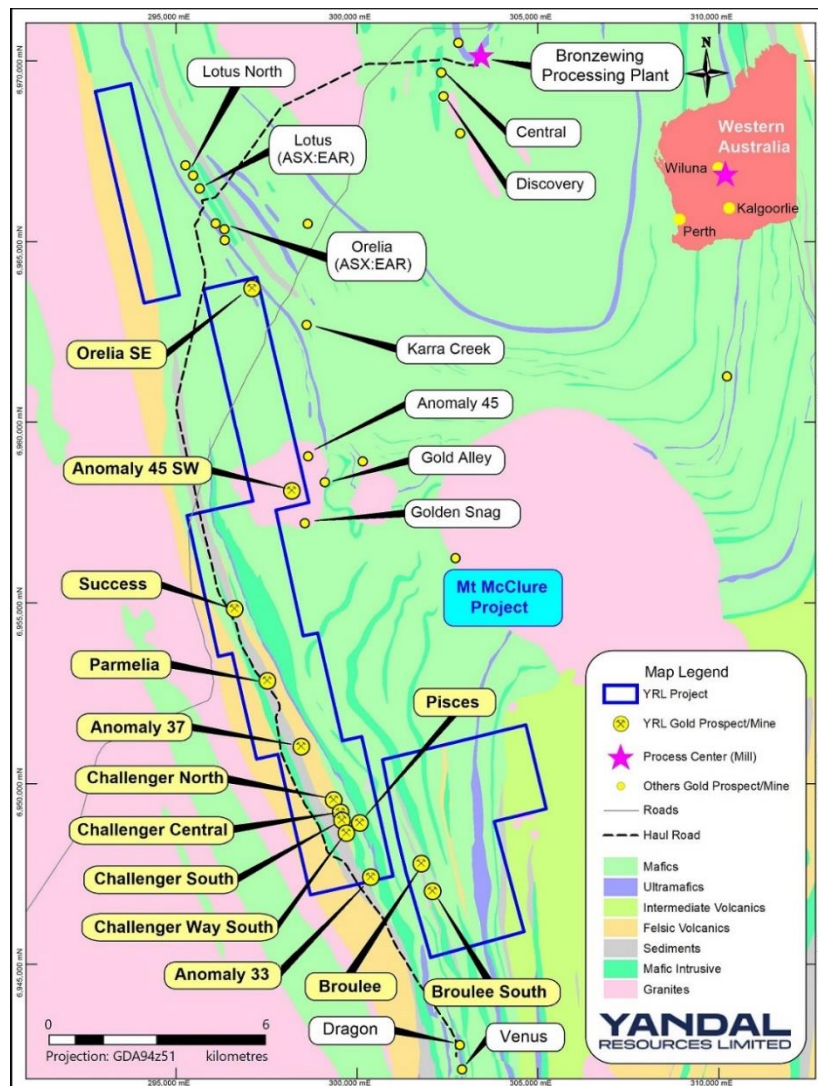 295,000 mE
300,000 mE
305,000 mE
310,000 mE
6,970,000 mN
6,965,000 mN
6,960,000 mN
6,955,000 mN
6,950,000 mN
6,945,000 mN
N
Lotus North
Bronzewing
Processing Plant
Lotus
(ASX:EAR)
Central
Discovery
Western
Australia
Wiluna
Kalgoorlie
Perth
Orelia
(ASX:EAR)
Orelia SE
Karra Creek
Anomaly 45
Anomaly 45 SW
Gold Alley
Golden Snag
Mt McClure
Project
Success
Parmelia
Pisces
Anomaly 37
Challenger North
Challenger Central
Challenger South
Challenger Way South
Anomaly 33
Broulee
Broulee South
Dragon
Venus
Map Legend
YRL Project
YRL Gold Prospect/Mine
Process Center (Mill)
Others Gold Prospect/Mine
Roads
Haul Road
Mafics
Ultramafics
Intermediate Volcanics
Felsic Volcanics
Sediments
Mafic Intrusive
Granites
YANDAL
RESOURCES LIMITED
0 6
Projection: GDA94z51 kilometres
295,000 mE
300,000 mE
305,000 mE
310,000 mE